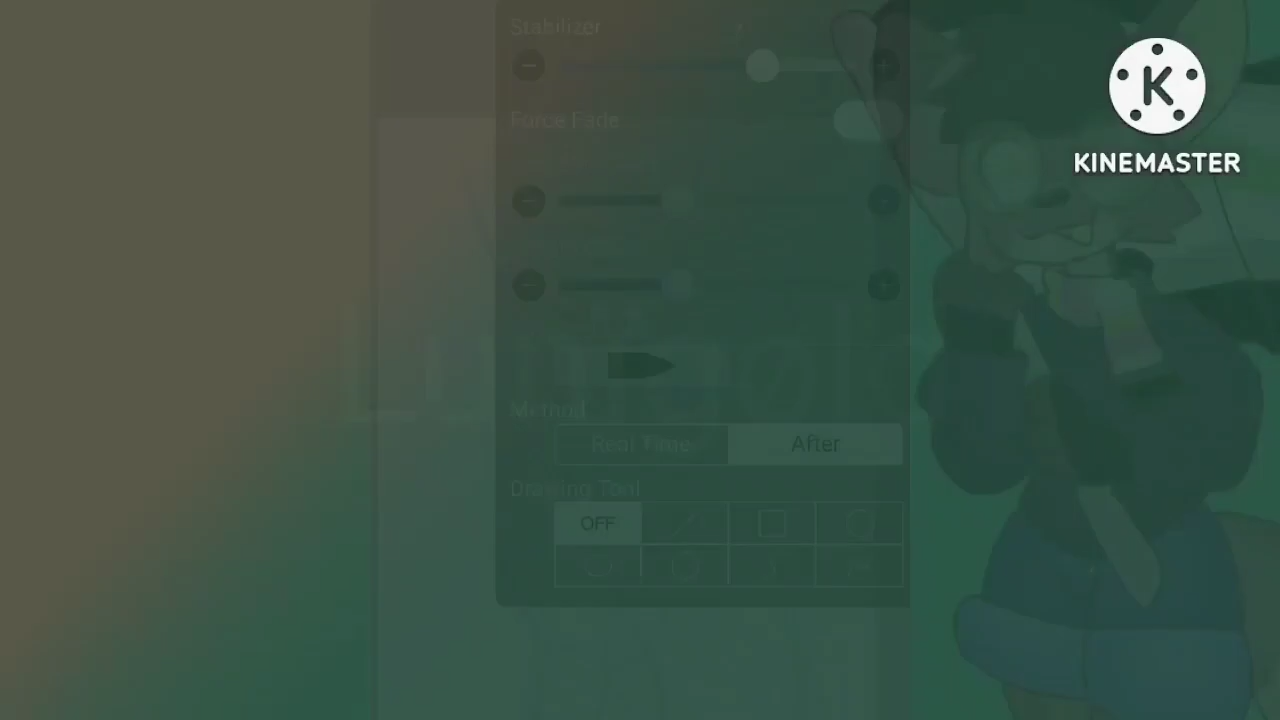 Stabilizer
KINEMASTER
Force Fade
Method
Real Time
After
Drawing Tool
OFF